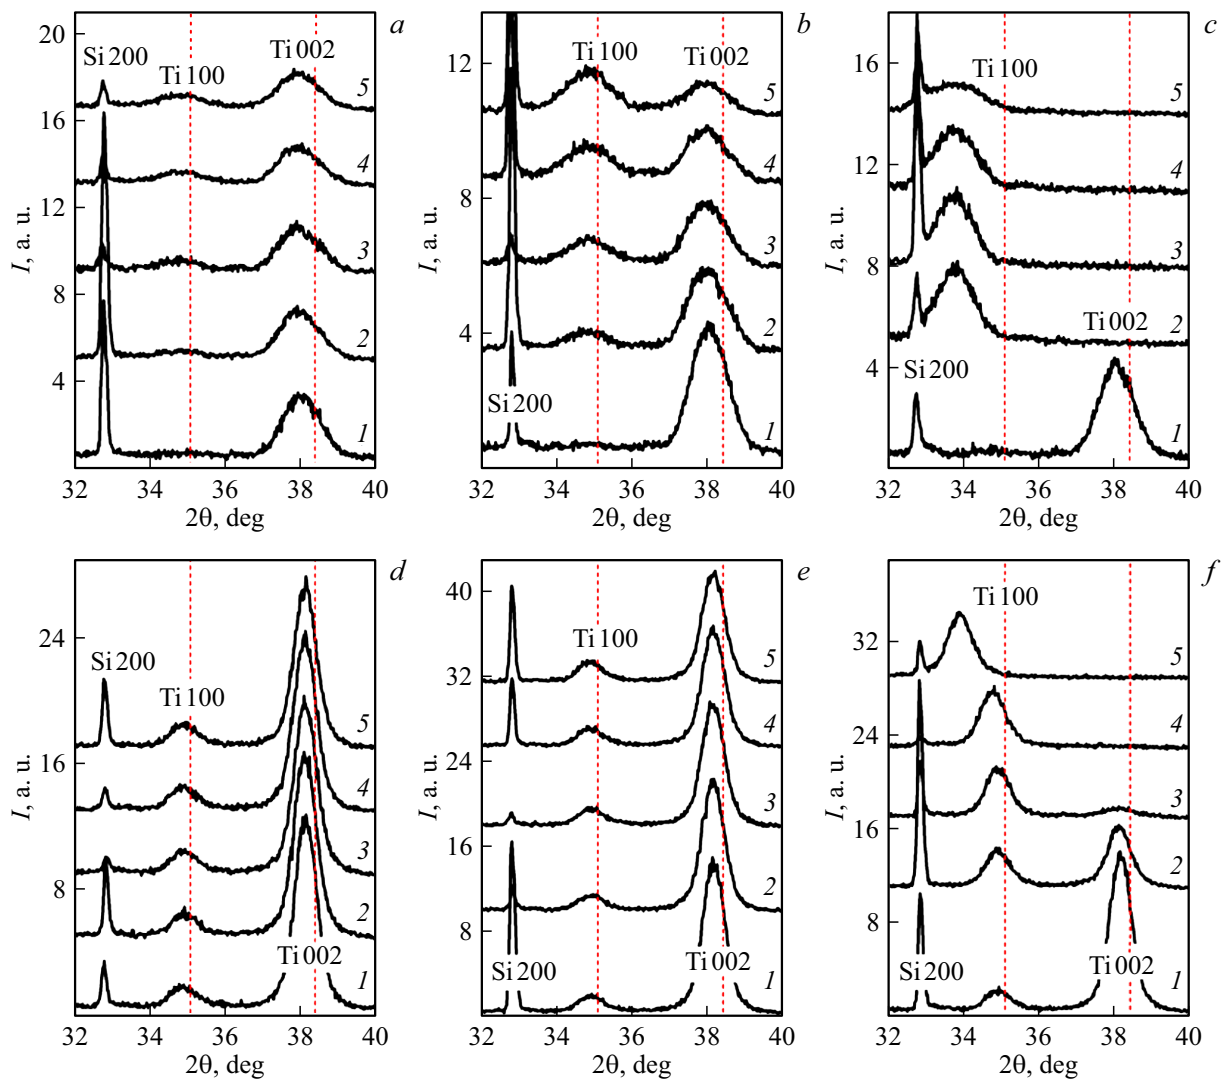 a
I, a. u.
20
16
12
8
4
Si 200
Ti 100
Ti 002
5
4
3
2
1
32 34 36 38 40
2θ, deg
b
I, a. u.
12
8
4
Ti 100
Ti 002
Si 200
5
4
3
2
1
32 34 36 38 40
2θ, deg
c
I, a. u.
16
12
8
4
Ti 100
Ti 002
Si 200
5
4
3
2
1
32 34 36 38 40
2θ, deg
d
I, a. u.
24
16
8
Si 200
Ti 100
Ti 002
5
4
3
2
1
32 34 36 38 40
2θ, deg
e
I, a. u.
40
32
24
16
8
Ti 100
Si 200
Ti 002
5
4
3
2
1
32 34 36 38 40
2θ, deg
f
I, a. u.
32
24
16
8
Ti 100
Si 200
Ti 002
5
4
3
2
1
32 34 36 38 40
2θ, deg